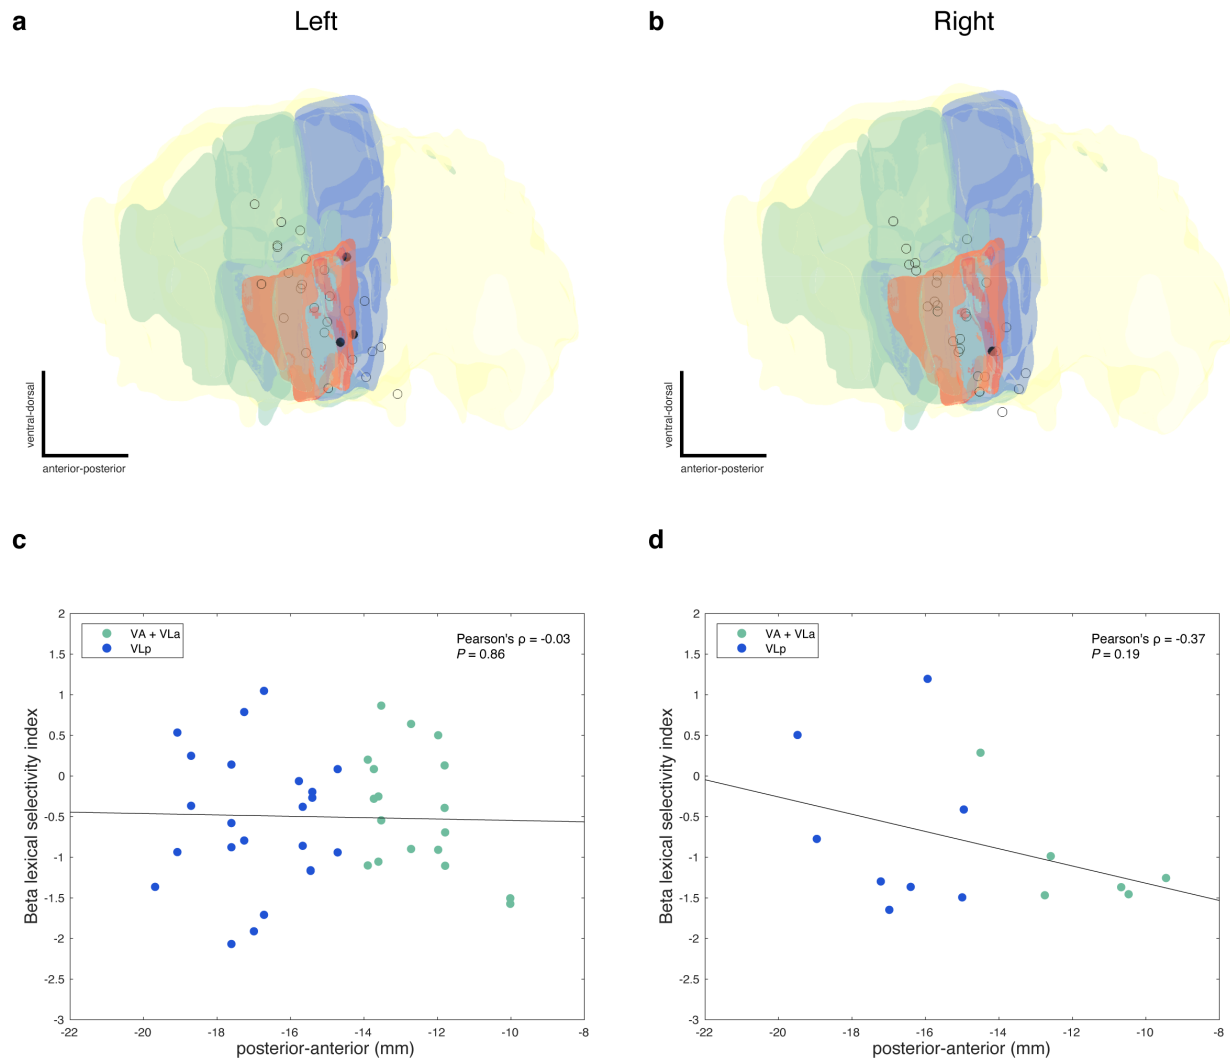 a
Left
b
Right
ventral-dorsal
anterior-posterior
ventral-dorsal
anterior-posterior
c
d
Beta lexical selectivity index
2
1.5
1
0.5
0
-0.5
-1
-1.5
-2
-2.5
-3
VA + VLa
VLp
Pearson's ρ = -0.03
P = 0.86
-22
-20
-18
-16
-14
-12
-10
-8
posterior-anterior (mm)
Beta lexical selectivity index
2
1.5
1
0.5
0
-0.5
-1
-1.5
-2
-2.5
-3
VA + VLa
VLp
Pearson's ρ = -0.37
P = 0.19
-22
-20
-18
-16
-14
-12
-10
-8
posterior-anterior (mm)